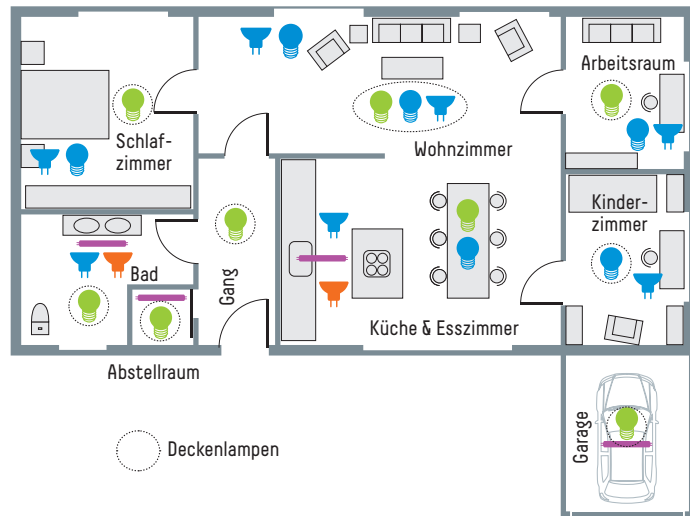 Arbeitsraum
Schlaf-
zimmer
Wohnzimmer
Kinder-
zimmer
Bad
Gang
Küche & Esszimmer
Abstellraum
Garage
Deckenlampen